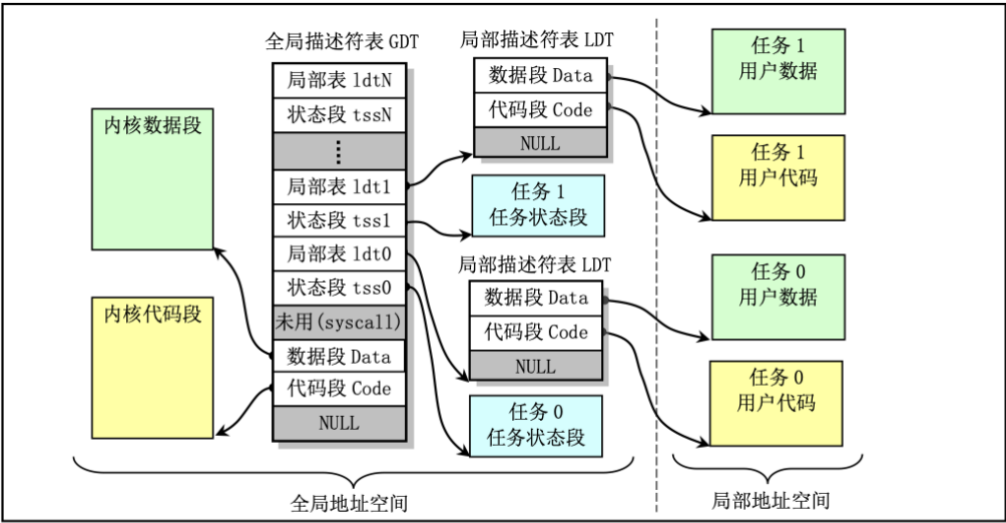 全局描述符表 GDT
局部表 ldtN
状态段 tssN
局部表 ldt1
状态段 tss1
局部表 ldt0
状态段 tss0
未用(syscall)
数据段 Data
代码段 Code
NULL
内核数据段
内核代码段
局部描述符表 LDT
数据段 Data
代码段 Code
NULL
任务 1
任务状态段
局部描述符表 LDT
数据段 Data
代码段 Code
NULL
任务 0
任务状态段
任务 1
用户数据
任务 1
用户代码
任务 0
用户数据
任务 0
用户代码
全局地址空间
局部地址空间